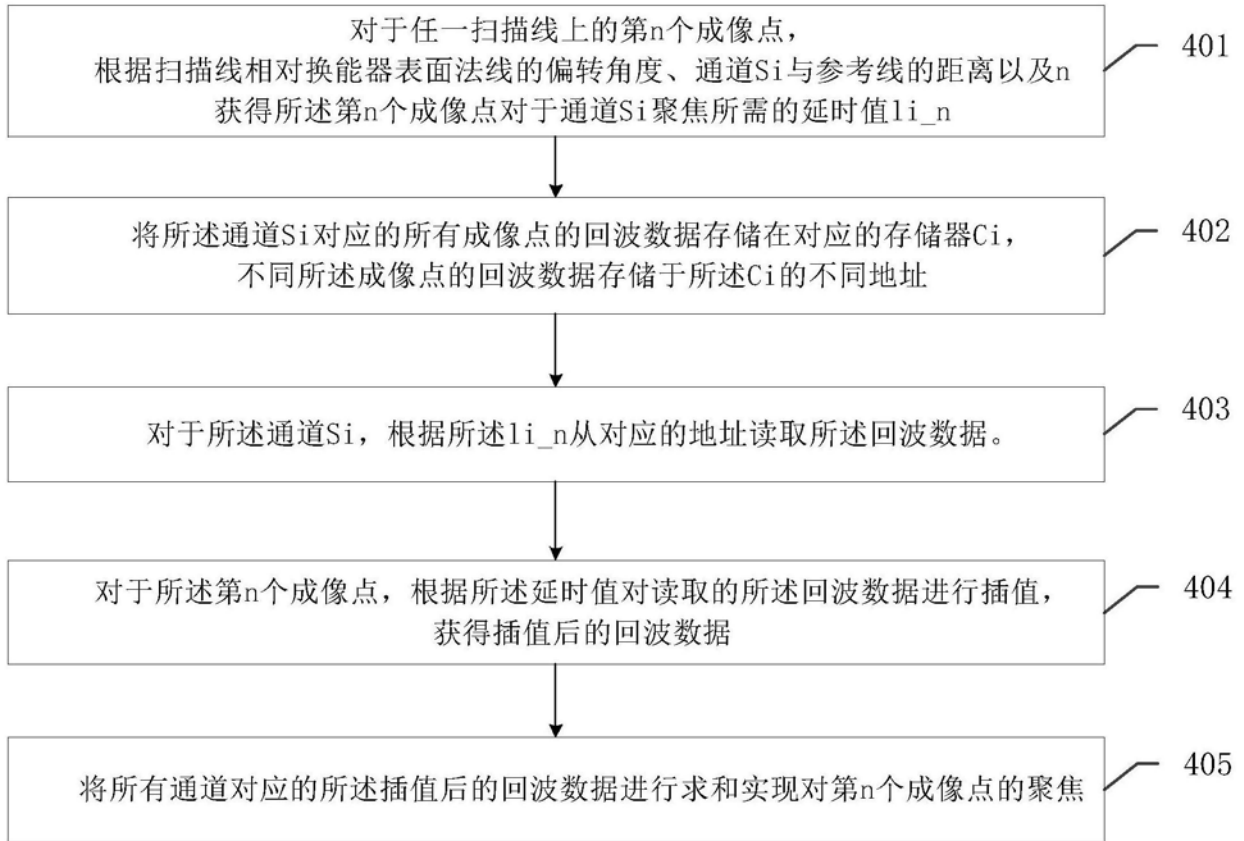 对于任一扫描线上的第n个成像点，
根据扫描线相对换能器表面法线的偏转角度、通道Si与参考线的距离以及n
获得所述第n个成像点对于通道Si聚焦所需的延时值li_n
401
将所述通道Si对应的所有成像点的回波数据存储在对应的存储器Ci，
不同所述成像点的回波数据存储于所述Ci的不同地址
402
对于所述通道Si，根据所述li_n从对应的地址读取所述回波数据。
403
对于所述第n个成像点，根据所述延时值对读取的所述回波数据进行插值，
获得插值后的回波数据
404
将所有通道对应的所述插值后的回波数据进行求和实现对第n个成像点的聚焦
405